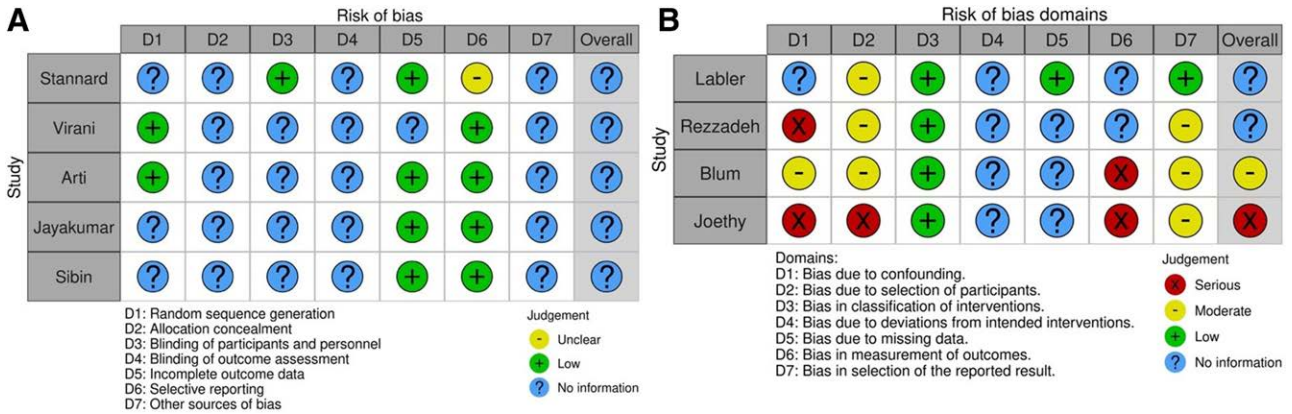 A
Risk of bias
D1 D2 D3 D4 D5 D6 D7 Overall
Study
Stannard ? ? + ? + - ? ?
Virani + ? ? ? ? + ? ?
Arti + ? ? ? + + ? ?
Jayakumar ? ? ? ? + + ? ?
Sibin ? ? ? ? + + ? ?
D1: Random sequence generation
D2: Allocation concealment
D3: Blinding of participants and personnel
D4: Blinding of outcome assessment
D5: Incomplete outcome data
D6: Selective reporting
D7: Other sources of bias
Judgement
- Unclear
+ Low
? No information
B
Risk of bias domains
D1 D2 D3 D4 D5 D6 D7 Overall
Study
Labler ? - + ? + ? + ?
Rezzadeh X - + ? ? ? - ?
Blum - - + ? ? X - -
Joethy X X + ? ? X - X
Domains:
D1: Bias due to confounding.
D2: Bias due to selection of participants.
D3: Bias in classification of interventions.
D4: Bias due to deviations from intended interventions.
D5: Bias due to missing data.
D6: Bias in measurement of outcomes.
D7: Bias in selection of the reported result.
Judgement
X Serious
- Moderate
+ Low
? No information